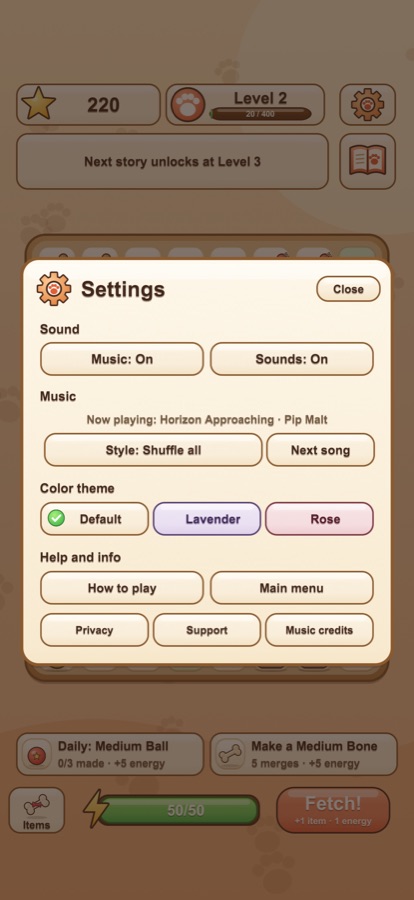 220
Level 2
20 / 400
Next story unlocks at Level 3
Settings
Close
Sound
Music: On
Sounds: On
Music
Now playing: Horizon Approaching · Pip Malt
Style: Shuffle all
Next song
Color theme
Default
Lavender
Rose
Help and info
How to play
Main menu
Privacy
Support
Music credits
Daily: Medium Ball
0/3 made · +5 energy
Make a Medium Bone
5 merges · +5 energy
Items
50/50
Fetch!
+1 item · 1 energy